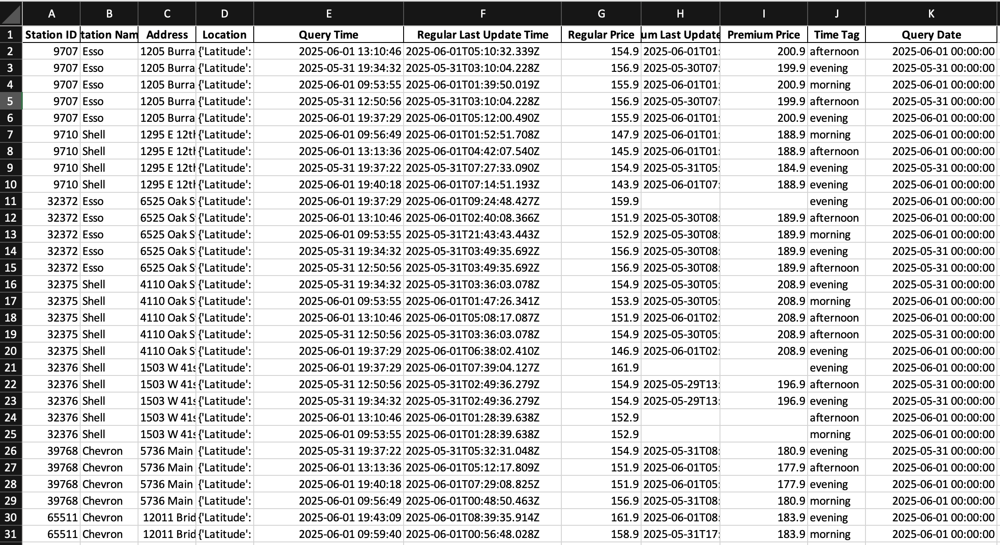 A B C D E F G H I J K
1 Station ID tation Nam Address Location Query Time Regular Last Update Time Regular Price um Last Update Premium Price Time Tag Query Date
2 9707 Esso 1205 Burra {'Latitude': 2025-06-01 13:10:46 2025-06-01T05:10:32.339Z 154.9 2025-06-01T01: 200.9 afternoon 2025-06-01 00:00:00
3 9707 Esso 1205 Burra {'Latitude': 2025-05-31 19:34:32 2025-05-31T03:10:04.228Z 156.9 2025-05-30T07: 199.9 evening 2025-05-31 00:00:00
4 9707 Esso 1205 Burra {'Latitude': 2025-06-01 09:53:55 2025-06-01T01:39:50.019Z 155.9 2025-06-01T01: 200.9 morning 2025-06-01 00:00:00
5 9707 Esso 1205 Burra {'Latitude': 2025-05-31 12:50:56 2025-05-31T03:10:04.228Z 156.9 2025-05-30T07: 199.9 afternoon 2025-05-31 00:00:00
6 9707 Esso 1205 Burra {'Latitude': 2025-06-01 19:37:29 2025-06-01T05:12:00.490Z 155.9 2025-06-01T01: 200.9 evening 2025-06-01 00:00:00
7 9710 Shell 1295 E 12th {'Latitude': 2025-06-01 09:56:49 2025-06-01T01:52:51.708Z 147.9 2025-06-01T01: 188.9 morning 2025-06-01 00:00:00
8 9710 Shell 1295 E 12th {'Latitude': 2025-06-01 13:13:36 2025-06-01T04:42:07.540Z 145.9 2025-06-01T01: 188.9 afternoon 2025-06-01 00:00:00
9 9710 Shell 1295 E 12th {'Latitude': 2025-05-31 19:37:22 2025-05-31T07:27:33.090Z 154.9 2025-05-31T05: 184.9 evening 2025-05-31 00:00:00
10 9710 Shell 1295 E 12th {'Latitude': 2025-06-01 19:40:18 2025-06-01T07:14:51.193Z 143.9 2025-06-01T07: 188.9 evening 2025-06-01 00:00:00
11 32372 Esso 6525 Oak S {'Latitude': 2025-06-01 19:37:29 2025-06-01T09:24:48.427Z 159.9 evening 2025-06-01 00:00:00
12 32372 Esso 6525 Oak S {'Latitude': 2025-06-01 13:10:46 2025-06-01T02:40:08.366Z 151.9 2025-05-30T08: 189.9 afternoon 2025-06-01 00:00:00
13 32372 Esso 6525 Oak S {'Latitude': 2025-06-01 09:53:55 2025-05-31T21:43:43.443Z 152.9 2025-05-30T08: 189.9 morning 2025-06-01 00:00:00
14 32372 Esso 6525 Oak S {'Latitude': 2025-05-31 19:34:32 2025-05-31T03:49:35.692Z 156.9 2025-05-30T08: 189.9 evening 2025-05-31 00:00:00
15 32372 Esso 6525 Oak S {'Latitude': 2025-05-31 12:50:56 2025-05-31T03:49:35.692Z 156.9 2025-05-30T08: 189.9 afternoon 2025-05-31 00:00:00
16 32375 Shell 4110 Oak S {'Latitude': 2025-05-31 19:34:32 2025-05-31T03:36:03.078Z 154.9 2025-05-30T05: 208.9 evening 2025-05-31 00:00:00
17 32375 Shell 4110 Oak S {'Latitude': 2025-06-01 09:53:55 2025-06-01T01:47:26.341Z 153.9 2025-05-30T05: 208.9 morning 2025-06-01 00:00:00
18 32375 Shell 4110 Oak S {'Latitude': 2025-06-01 13:10:46 2025-06-01T05:08:17.087Z 151.9 2025-06-01T02: 208.9 afternoon 2025-06-01 00:00:00
19 32375 Shell 4110 Oak S {'Latitude': 2025-05-31 12:50:56 2025-05-31T03:36:03.078Z 154.9 2025-05-30T05: 208.9 afternoon 2025-05-31 00:00:00
20 32375 Shell 4110 Oak S {'Latitude': 2025-06-01 19:37:29 2025-06-01T06:38:02.410Z 146.9 2025-06-01T02: 208.9 evening 2025-06-01 00:00:00
21 32376 Shell 1503 W 41s {'Latitude': 2025-06-01 19:37:29 2025-06-01T07:39:04.127Z 161.9 evening 2025-06-01 00:00:00
22 32376 Shell 1503 W 41s {'Latitude': 2025-05-31 12:50:56 2025-05-31T02:49:36.279Z 154.9 2025-05-29T13: 196.9 afternoon 2025-05-31 00:00:00
23 32376 Shell 1503 W 41s {'Latitude': 2025-05-31 19:34:32 2025-05-31T02:49:36.279Z 154.9 2025-05-29T13: 196.9 evening 2025-05-31 00:00:00
24 32376 Shell 1503 W 41s {'Latitude': 2025-06-01 13:10:46 2025-06-01T01:28:39.638Z 152.9 afternoon 2025-06-01 00:00:00
25 32376 Shell 1503 W 41s {'Latitude': 2025-06-01 09:53:55 2025-06-01T01:28:39.638Z 152.9 morning 2025-06-01 00:00:00
26 39768 Chevron 5736 Main {'Latitude': 2025-05-31 19:37:22 2025-05-31T05:32:31.048Z 154.9 2025-05-31T08: 180.9 evening 2025-05-31 00:00:00
27 39768 Chevron 5736 Main {'Latitude': 2025-06-01 13:13:36 2025-06-01T05:12:17.809Z 151.9 2025-06-01T05: 177.9 afternoon 2025-06-01 00:00:00
28 39768 Chevron 5736 Main {'Latitude': 2025-06-01 19:40:18 2025-06-01T07:29:08.825Z 151.9 2025-06-01T05: 177.9 evening 2025-06-01 00:00:00
29 39768 Chevron 5736 Main {'Latitude': 2025-06-01 09:56:49 2025-06-01T00:48:50.463Z 156.9 2025-05-31T08: 180.9 morning 2025-06-01 00:00:00
30 65511 Chevron 12011 Brid {'Latitude': 2025-06-01 19:43:09 2025-06-01T08:39:35.914Z 161.9 2025-06-01T08: 183.9 evening 2025-06-01 00:00:00
31 65511 Chevron 12011 Brid {'Latitude': 2025-06-01 09:59:40 2025-06-01T00:56:48.028Z 158.9 2025-05-31T17: 183.9 morning 2025-06-01 00:00:00